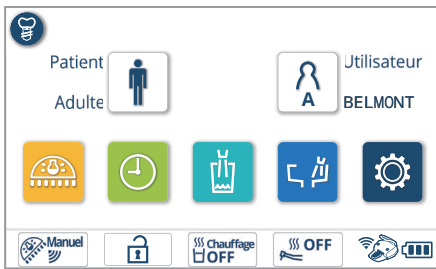 Patient
Utilisateur
Adulte
A
BELMONT
Manuel
Chauffage
OFF
OFF